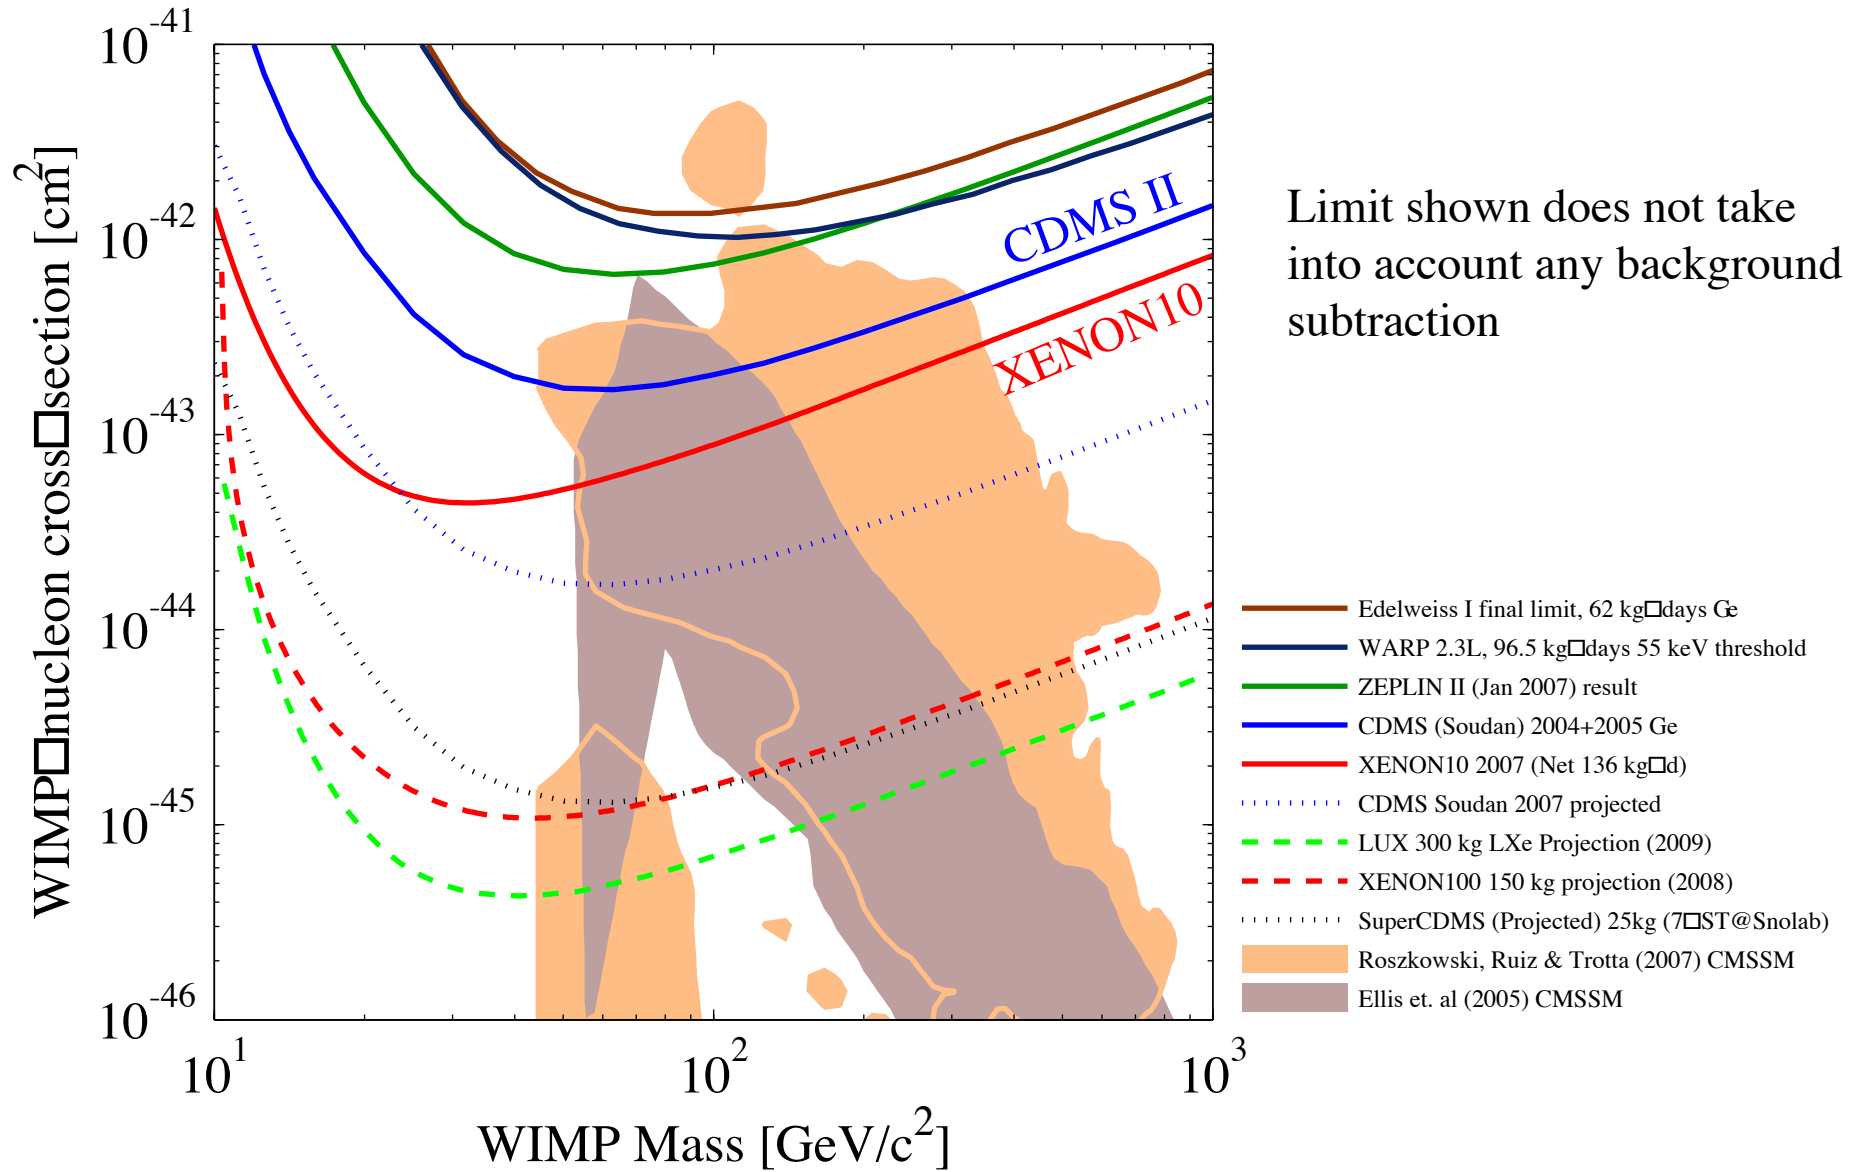 10-41
10-42
10-43
10-44
10-45
10-46
WIMP□nucleon cross□section [cm2]
101
102
103
WIMP Mass [GeV/c2]
CDMS II
XENON10
Limit shown does not take
into account any background
subtraction
Edelweiss I final limit, 62 kg□days Ge
WARP 2.3L, 96.5 kg□days 55 keV threshold
ZEPLIN II (Jan 2007) result
CDMS (Soudan) 2004+2005 Ge
XENON10 2007 (Net 136 kg□d)
CDMS Soudan 2007 projected
LUX 300 kg LXe Projection (2009)
XENON100 150 kg projection (2008)
SuperCDMS (Projected) 25kg (7□ST@Snolab)
Roszkowski, Ruiz & Trotta (2007) CMSSM
Ellis et. al (2005) CMSSM